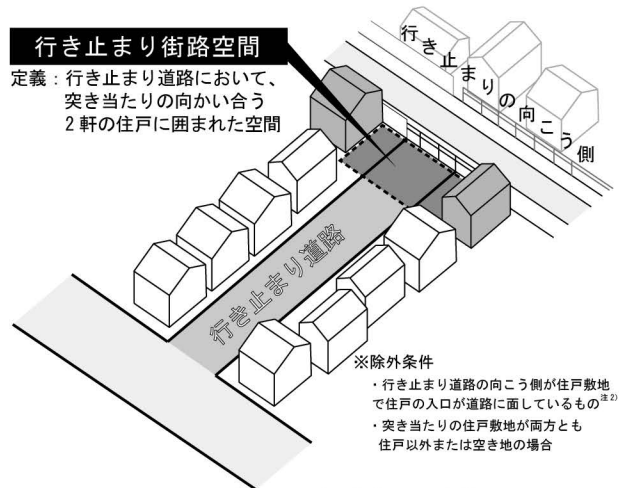 行き止まり街路空間
定義：行き止まり道路において、
突き当たりの向かい合う
2軒の住戸に囲まれた空間
行き止まりの向こう側
行き止まり道路
※除外条件
・行き止まり道路の向こう側が住戸敷地
で住戸の入口が道路に面しているもの注2)
・突き当たりの住戸敷地が両方とも
住戸以外または空き地の場合